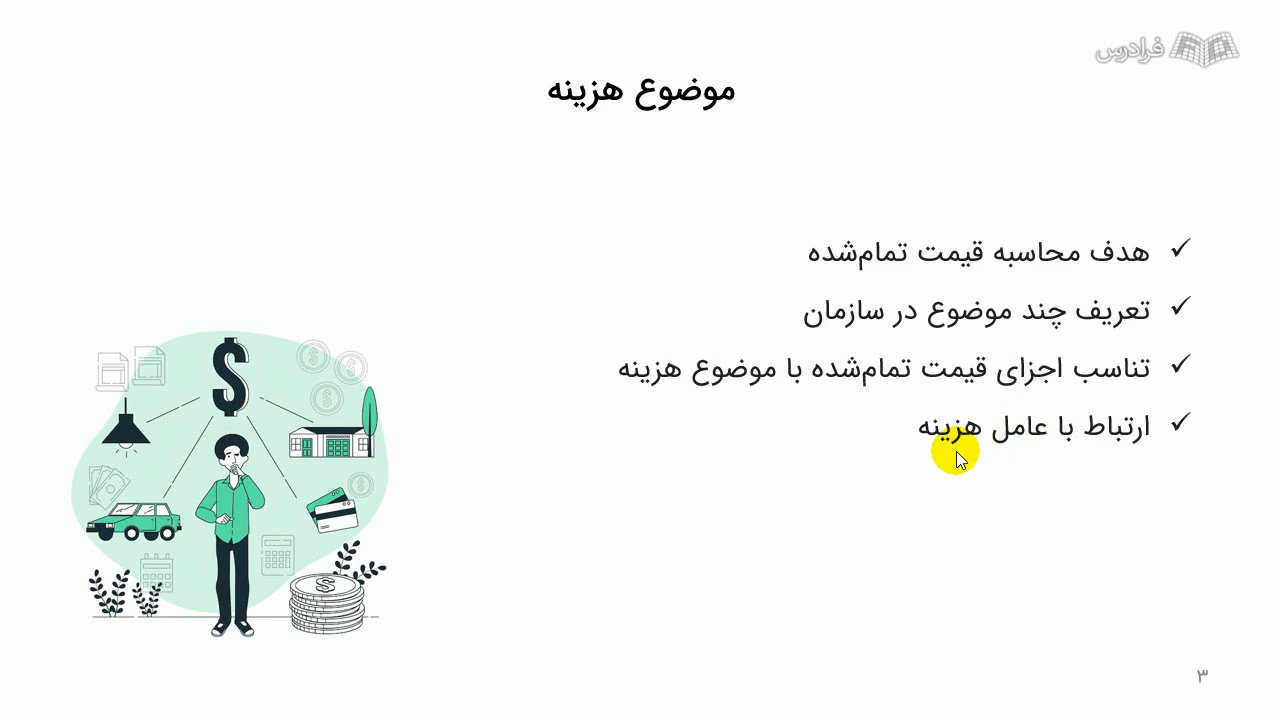 فرادرس
موضوع هزینه
✓ هدف محاسبه قیمت تمام‌شده
✓ تعریف چند موضوع در سازمان
✓ تناسب اجزای قیمت تمام‌شده با موضوع هزینه
✓ ارتباط با عامل هزینه
$
$
۳